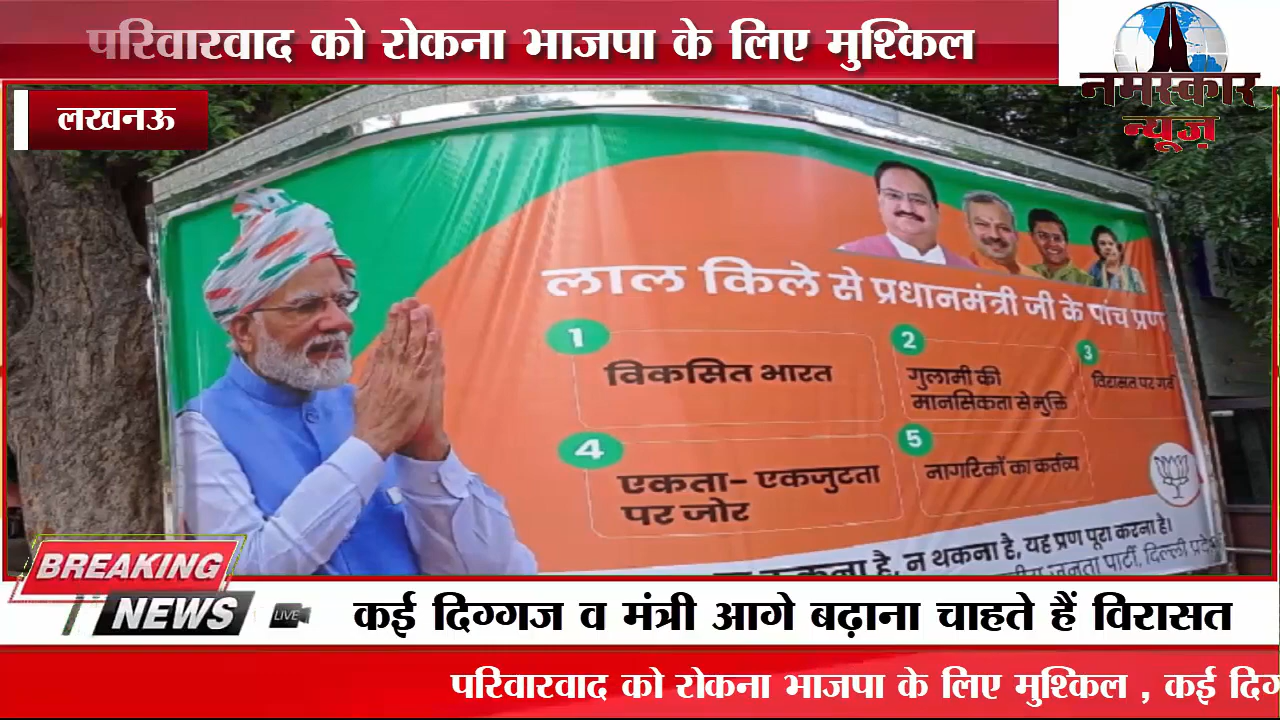 परिवारवाद को रोकना भाजपा के लिए मुश्किल
नमस्कार
न्यूज़
लखनऊ
लाल किले से प्रधानमंत्री जी के पांच प्रण
1
विकसित भारत
2
गुलामी की
मानसिकता से मुक्ति
3
विरासत पर गर्व
4
एकता- एकजुटता
पर जोर
5
नागरिकों का कर्तव्य
है, न थकना है, यह प्रण पूरा करना है।
जनता पार्टी, दिल्ली
BREAKING
NEWS
LIVE
कई दिग्गज व मंत्री आगे बढ़ाना चाहते हैं विरासत
परिवारवाद को रोकना भाजपा के लिए मुश्किल , कई दिग